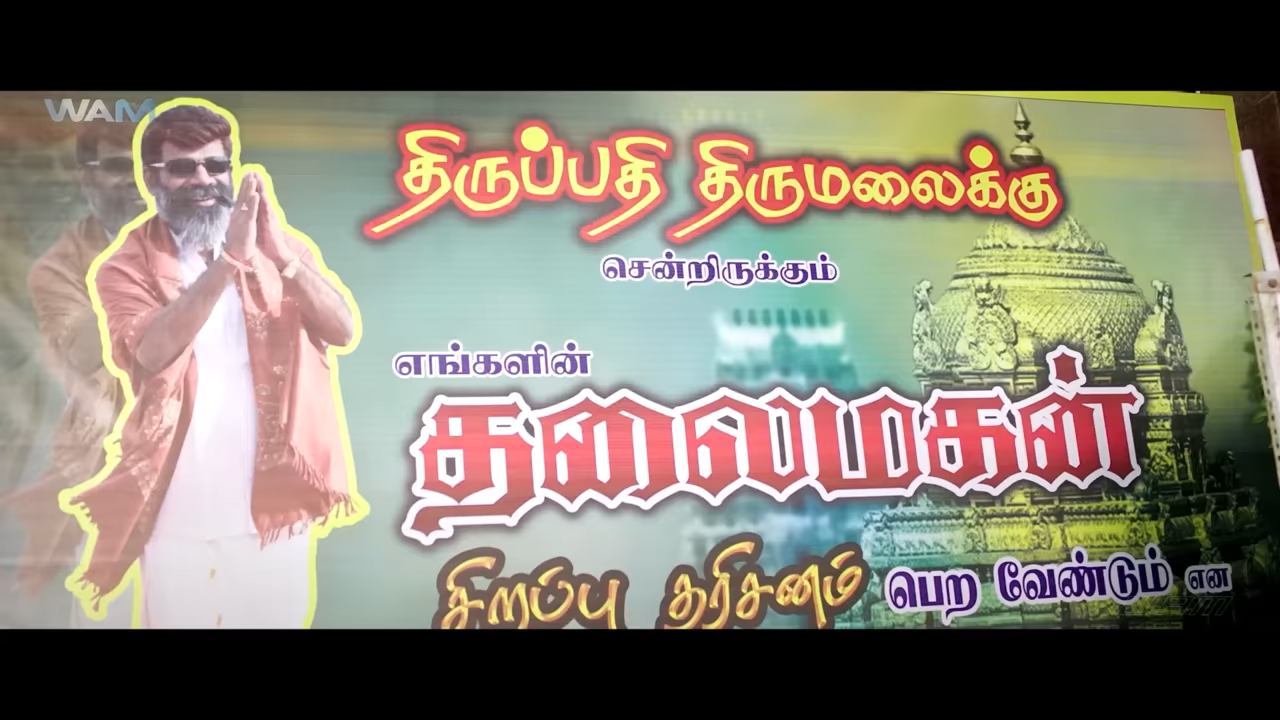 WAM
திருப்பதி திருமலைக்கு
சென்றிருக்கும்
எங்களின்
தலைமகன்
சிறப்பு தரிசனம் பெற வேண்டும் என